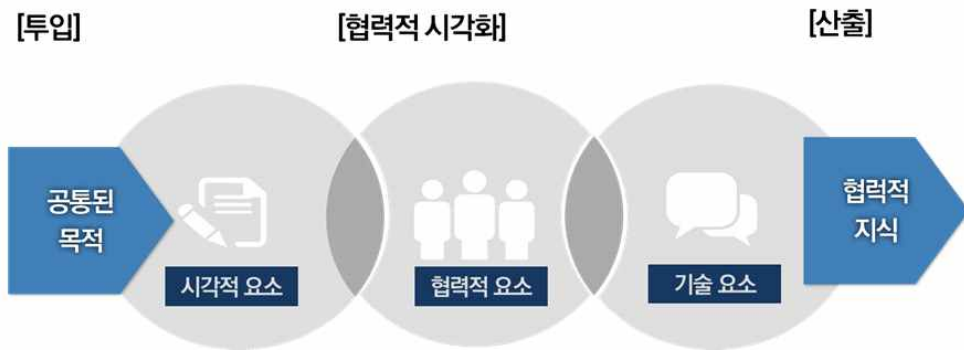 [투입]
[협력적 시각화]
[산출]
공통된
목적
시각적 요소
협력적 요소
기술 요소
협력적
지식